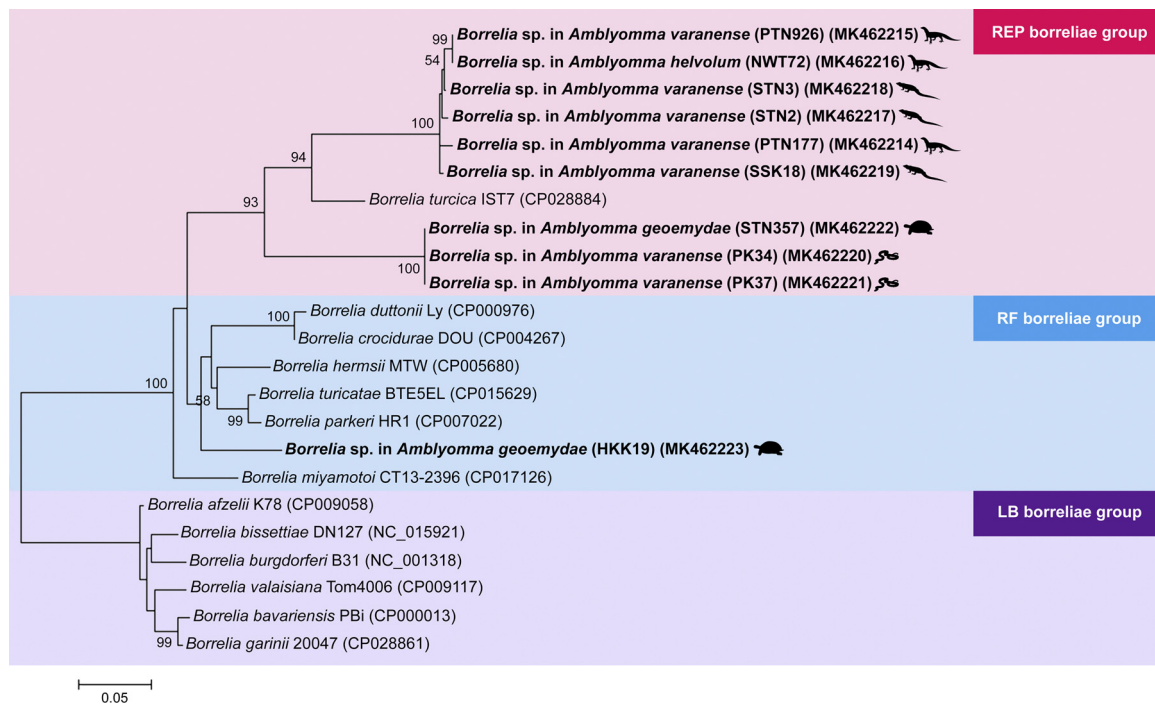 REP borreliae group
99
Borrelia sp. in Amblyomma varanense (PTN926) (MK462215)
54
Borrelia sp. in Amblyomma helvolum (NWT72) (MK462216)
Borrelia sp. in Amblyomma varanense (STN3) (MK462218)
Borrelia sp. in Amblyomma varanense (STN2) (MK462217)
100
Borrelia sp. in Amblyomma varanense (PTN177) (MK462214)
94
Borrelia sp. in Amblyomma varanense (SSK18) (MK462219)
Borrelia turcica IST7 (CP028884)
93
Borrelia sp. in Amblyomma geoemydae (STN357) (MK462222)
Borrelia sp. in Amblyomma varanense (PK34) (MK462220)
100
Borrelia sp. in Amblyomma varanense (PK37) (MK462221)
RF borreliae group
Borrelia duttonii Ly (CP000976)
100
Borrelia crocidurae DOU (CP004267)
Borrelia hermsii MTW (CP005680)
100
Borrelia turicatae BTE5EL (CP015629)
58
99
Borrelia parkeri HR1 (CP007022)
Borrelia sp. in Amblyomma geoemydae (HKK19) (MK462223)
Borrelia miyamotoi CT13-2396 (CP017126)
LB borreliae group
Borrelia afzelii K78 (CP009058)
Borrelia bissettiae DN127 (NC_015921)
Borrelia burgdorferi B31 (NC_001318)
Borrelia valaisiana Tom4006 (CP009117)
Borrelia bavariensis PBi (CP000013)
99
Borrelia garinii 20047 (CP028861)
0.05